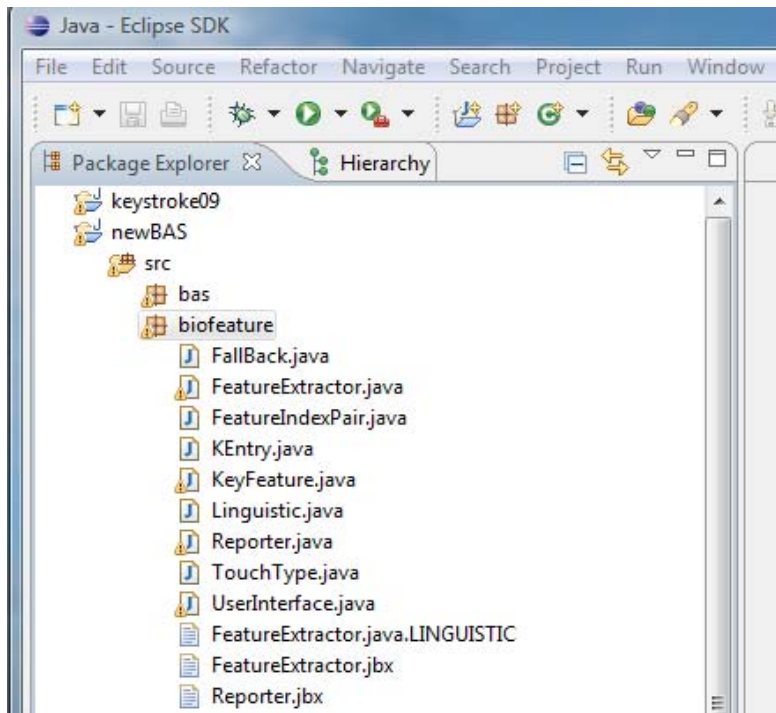 Java - Eclipse SDK
File Edit Source Refactor Navigate Search Project Run Window
Package Explorer Hierarchy
keystroke09
newBAS
src
bas
biofeature
FallBack.java
FeatureExtractor.java
FeatureIndexPair.java
KEntry.java
KeyFeature.java
Linguistic.java
Reporter.java
TouchType.java
UserInterface.java
FeatureExtractor.java.LINGUISTIC
FeatureExtractor.jbx
Reporter.jbx